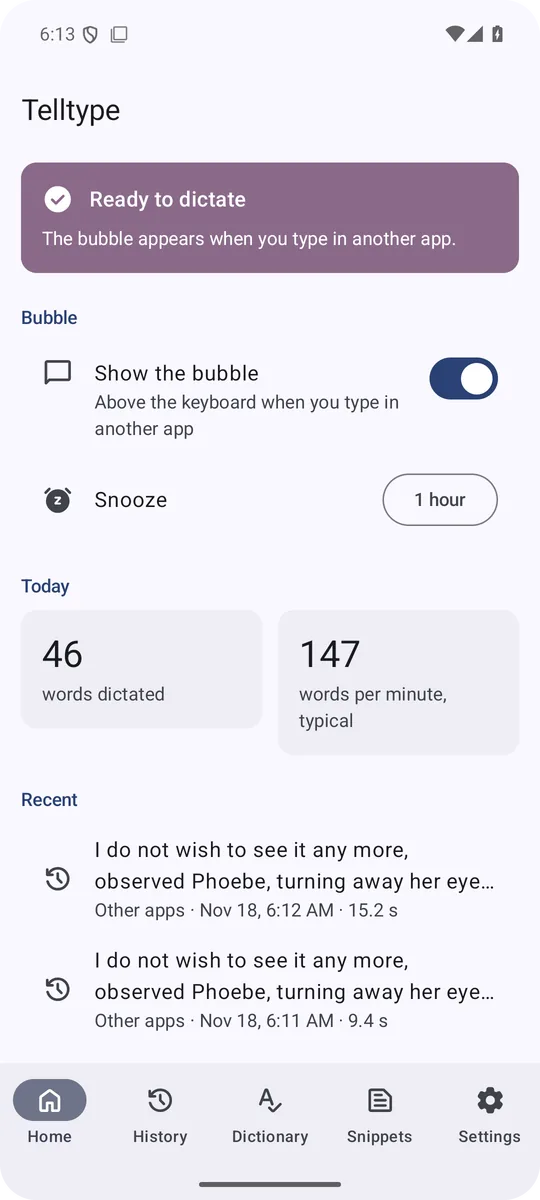 6:13
Telltype
Ready to dictate
The bubble appears when you type in another app.
Bubble
Show the bubble
Above the keyboard when you type in
another app
Snooze
1 hour
Today
46
words dictated
147
words per minute,
typical
Recent
I do not wish to see it any more,
observed Phoebe, turning away her eye…
Other apps · Nov 18, 6:12 AM · 15.2 s
I do not wish to see it any more,
observed Phoebe, turning away her eye…
Other apps · Nov 18, 6:11 AM · 9.4 s
Home
History
Dictionary
Snippets
Settings